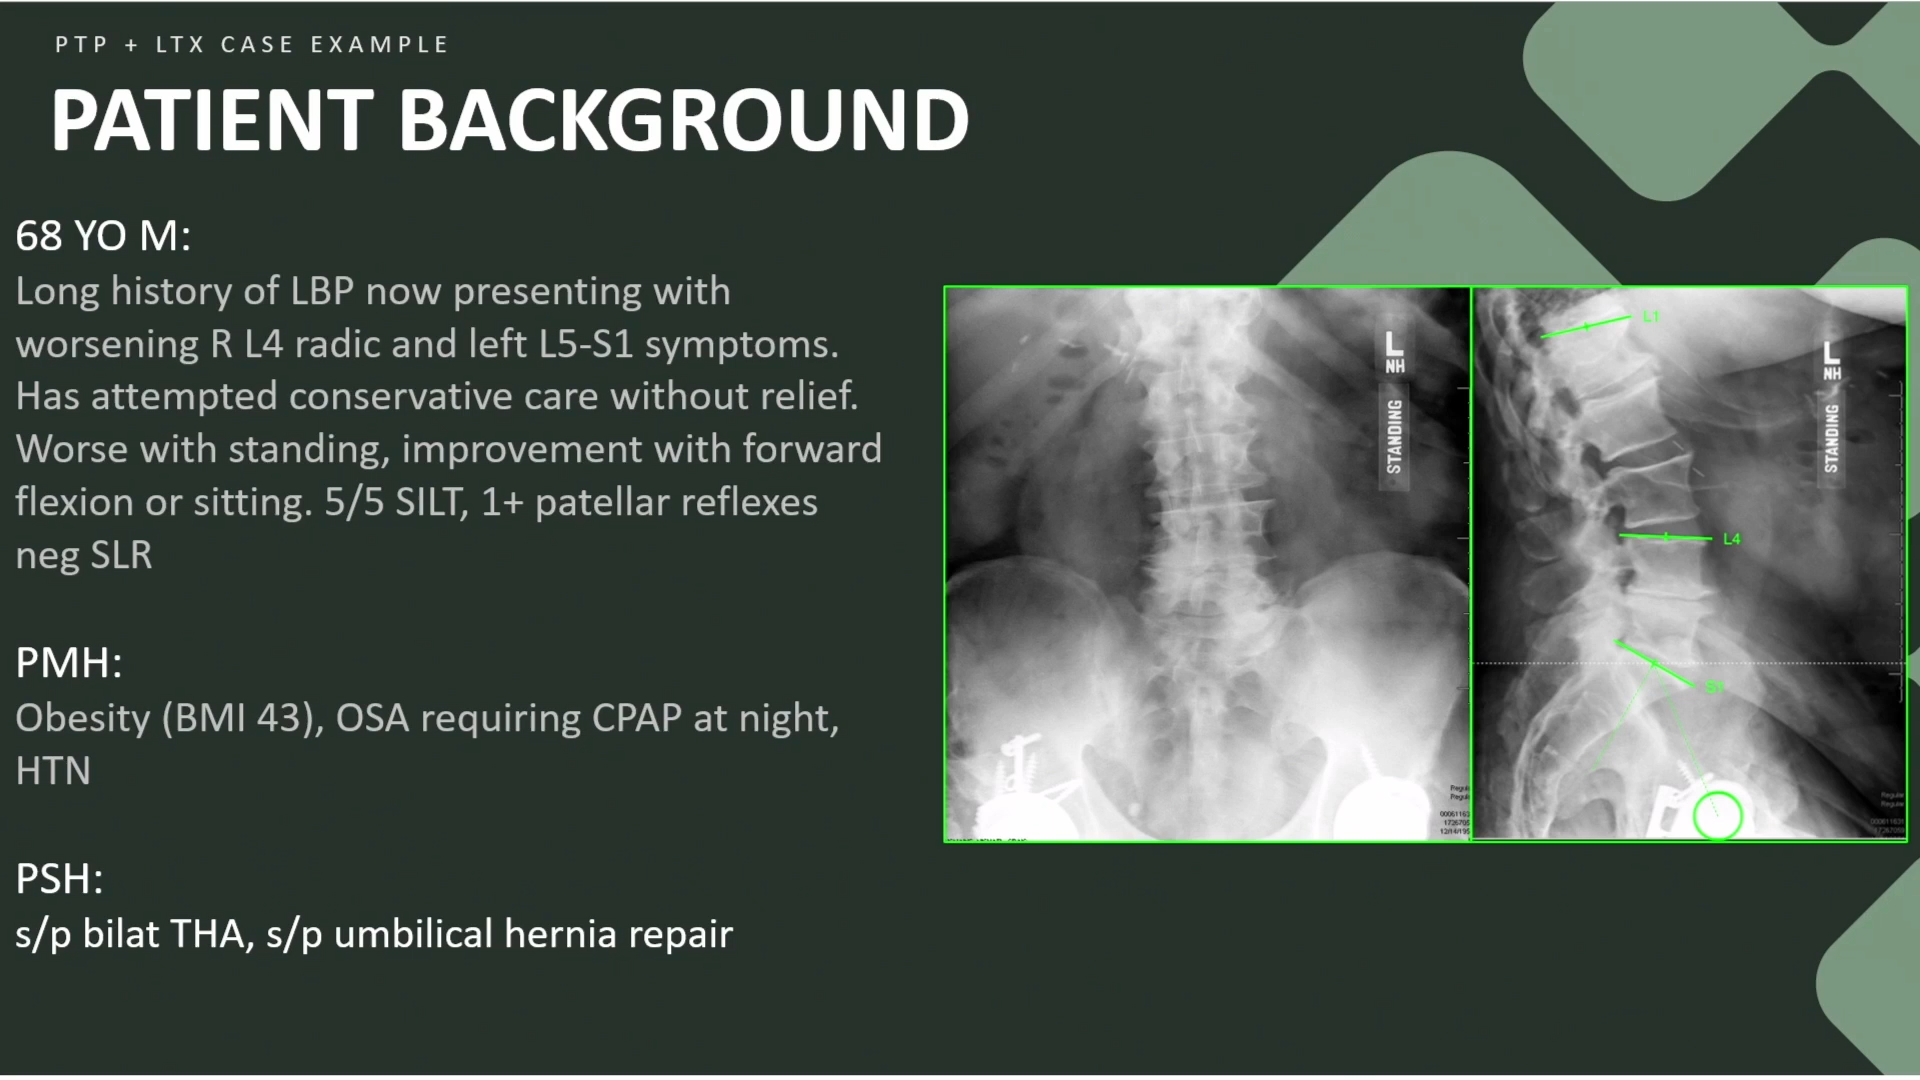 PTP + LTX CASE EXAMPLE
PATIENT BACKGROUND
68 YO M:
Long history of LBP now presenting with
worsening R L4 radic and left L5-S1 symptoms.
Has attempted conservative care without relief.
Worse with standing, improvement with forward
flexion or sitting. 5/5 SILT, 1+ patellar reflexes
neg SLR
PMH:
Obesity (BMI 43), OSA requiring CPAP at night,
HTN
PSH:
s/p bilat THA, s/p umbilical hernia repair
L
NH
STANDING
L1
L
NH
STANDING
L4
S1